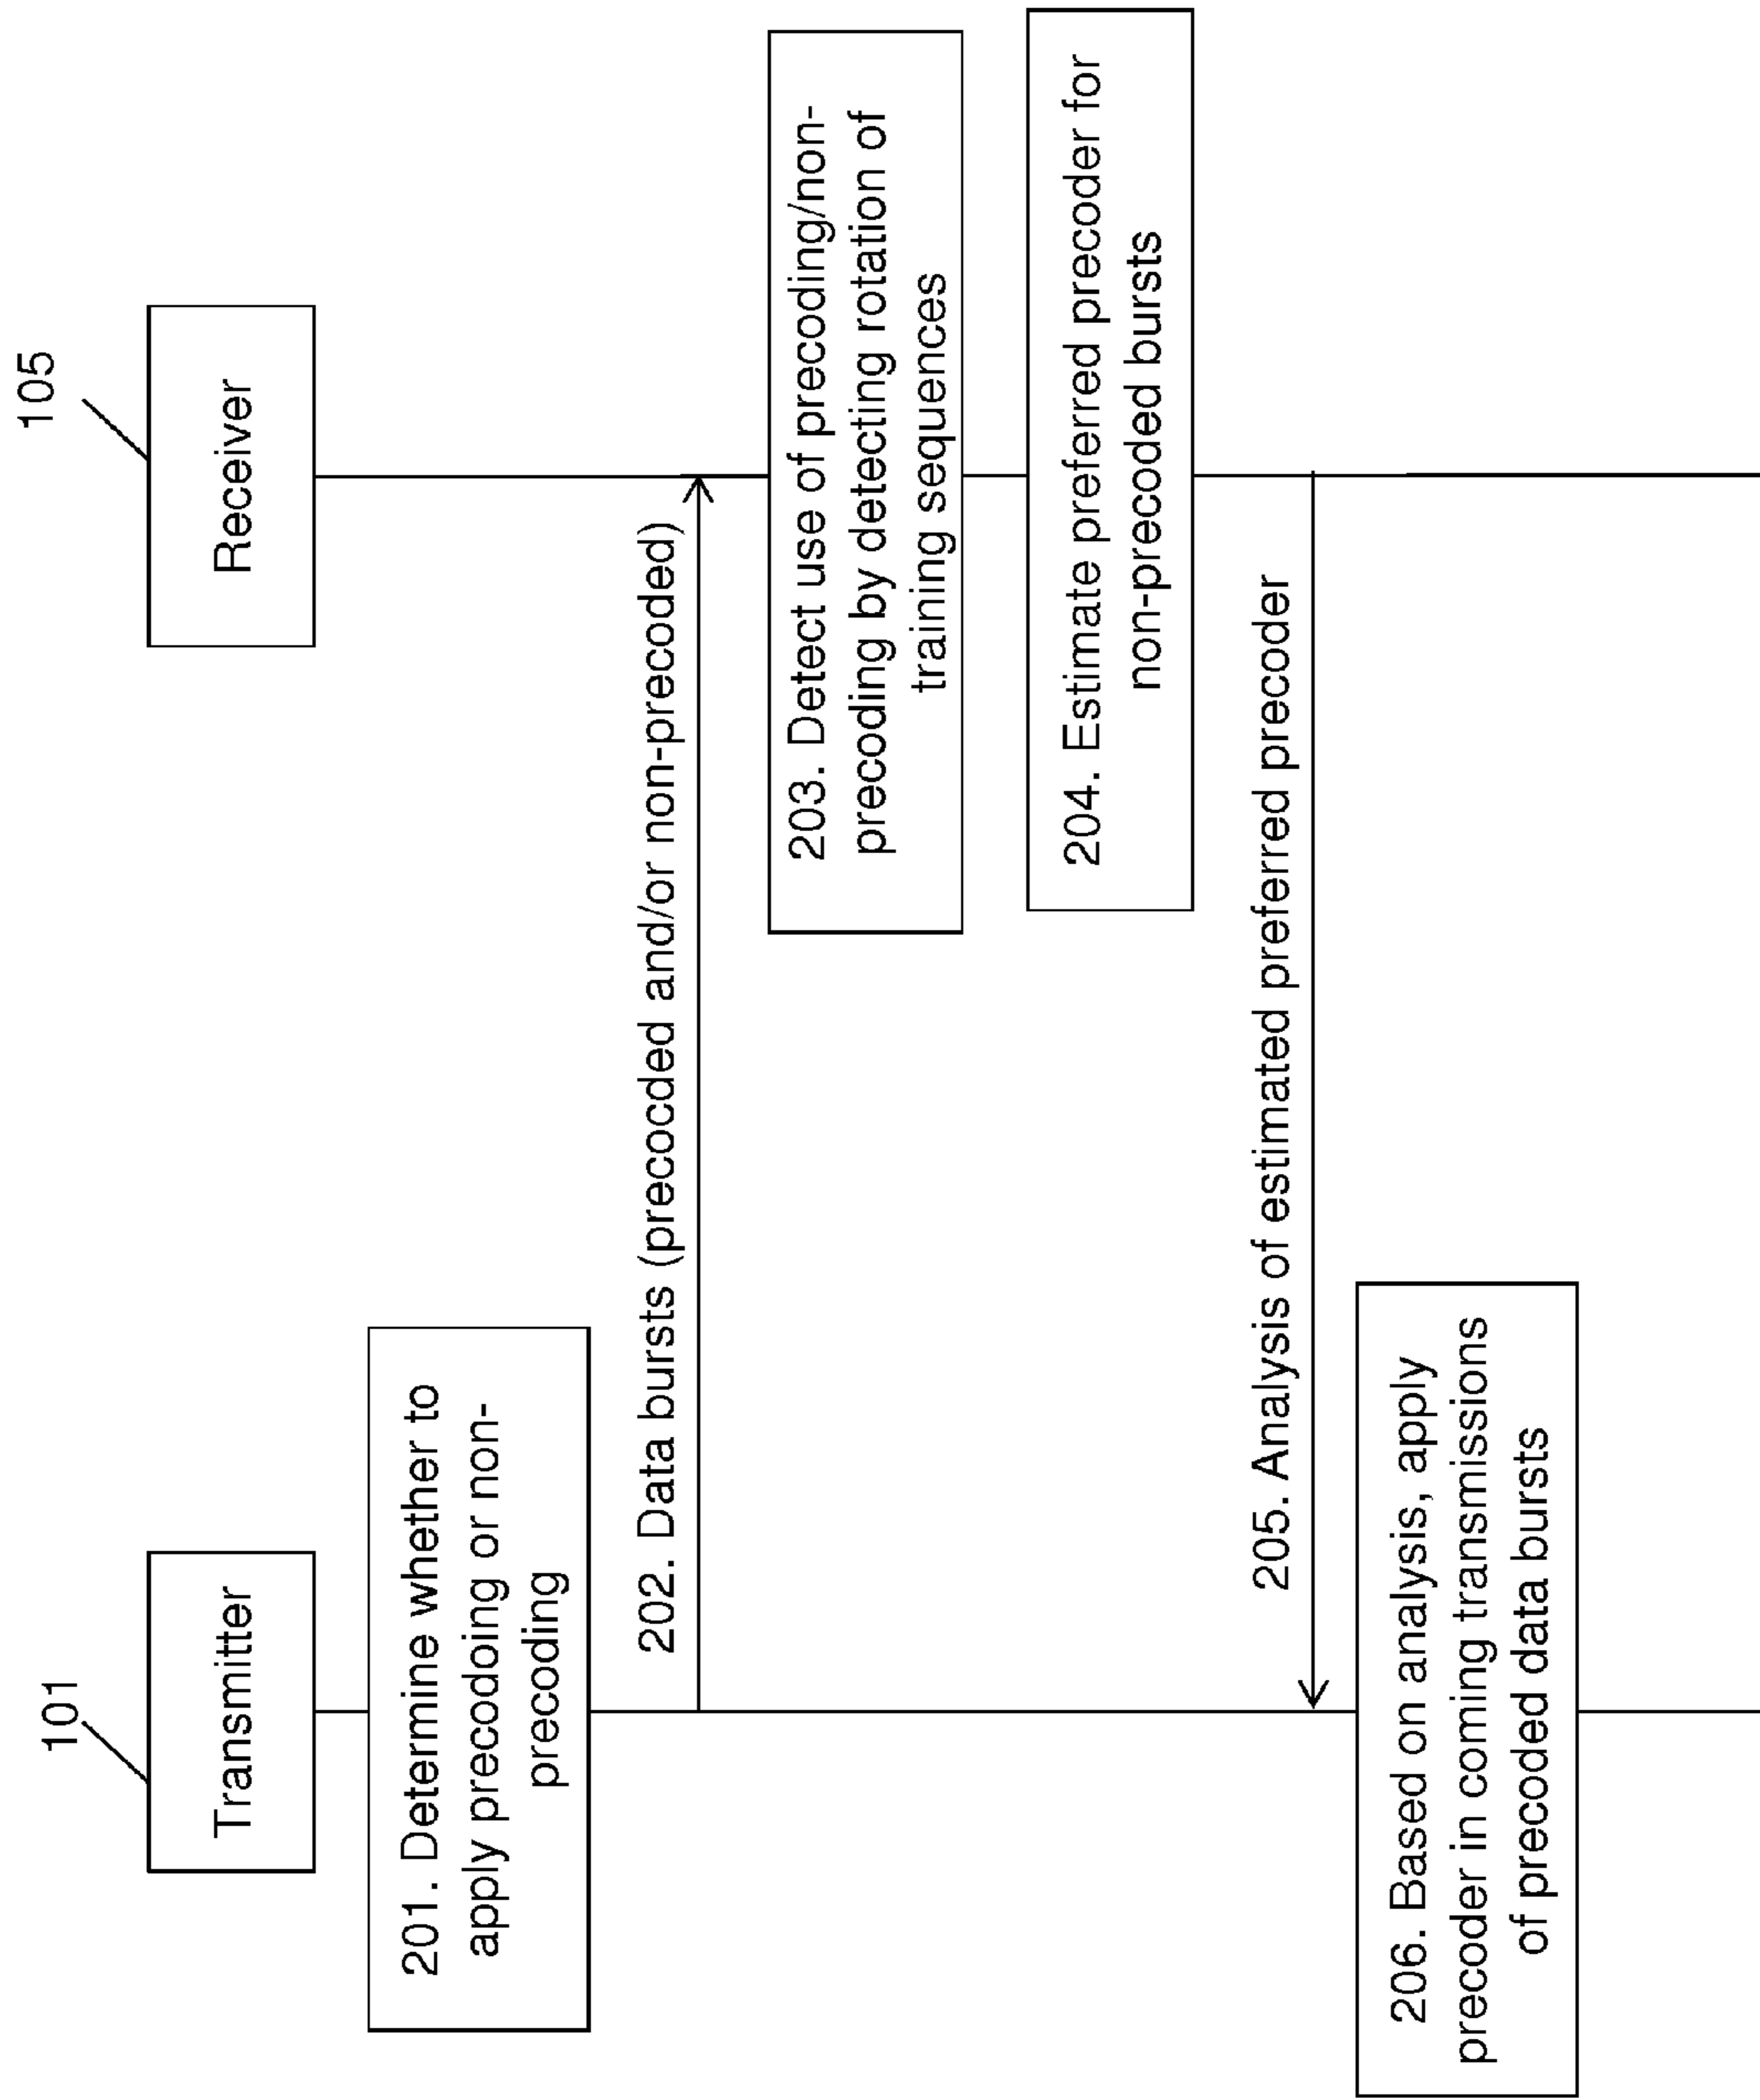 101
105
Transmitter
Receiver
201. Determine whether to
apply precodoing or non-
precoding
202. Data bursts (precocded and/or non-precoded)
203. Detect use of precoding/non-
precoding by detecting rotation of
training sequences
204. Estimate preferred precoder for
non-precoded bursts
205. Analysis of estimated preferred precoder
206. Based on analysis, apply
precoder in coming transmissions
of precoded data bursts